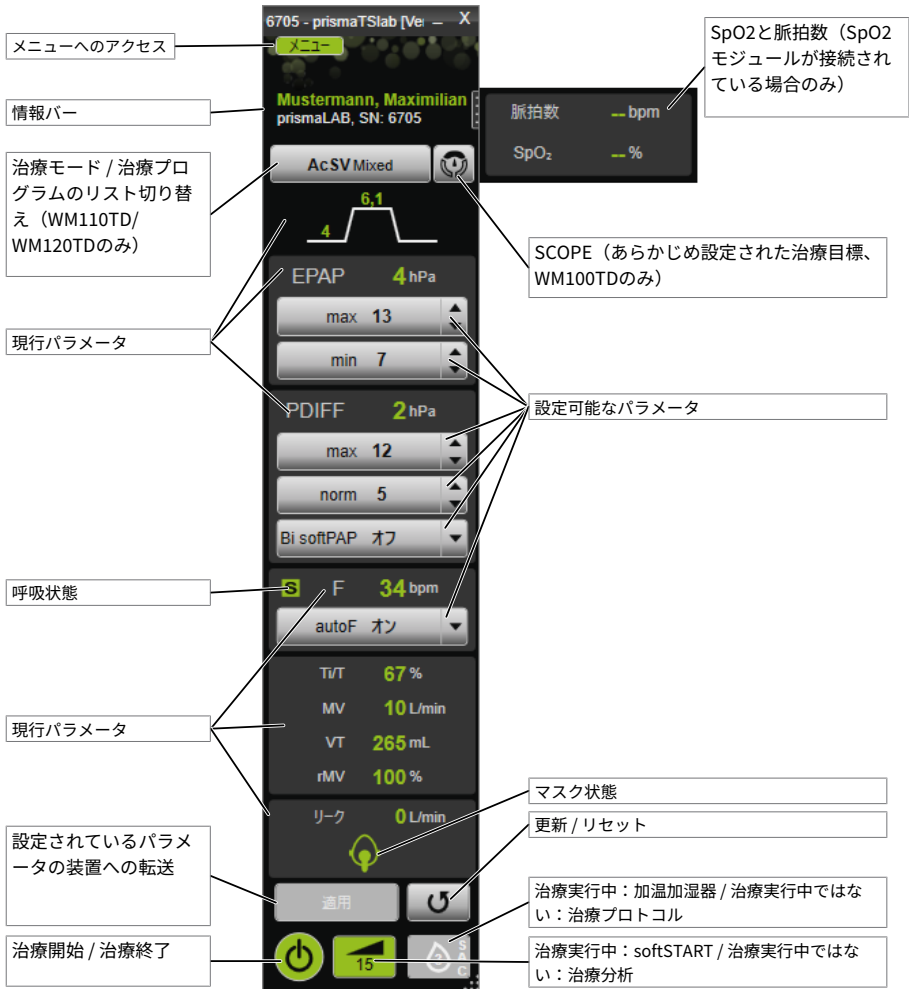 6705 - prismaTSlab [Ve
X
メニュー
メニューへのアクセス
Mustermann, Maximilian
prismaLAB, SN: 6705
情報バー
SpO2と脈拍数（SpO2
モジュールが接続され
ている場合のみ）
脈拍数 -- bpm
SpO₂ -- %
治療モード / 治療プロ
グラムのリスト切り替
え（WM110TD/
WM120TDのみ）
AcSV Mixed
4
6,1
SCOPE（あらかじめ設定された治療目標、
WM100TDのみ）
EPAP 4 hPa
max 13
min 7
現行パラメータ
PDIFF 2 hPa
設定可能なパラメータ
max 12
norm 5
Bi softPAP オフ
呼吸状態
S F 34 bpm
autoF オン
Ti/T 67 %
MV 10 L/min
VT 265 mL
rMV 100 %
現行パラメータ
リーク 0 L/min
マスク状態
更新 / リセット
設定されているパラメ
ータの装置への転送
適用
治療実行中：加温加湿器 / 治療実行中ではな
い：治療プロトコル
治療開始 / 治療終了
15
治療実行中：softSTART / 治療実行中ではな
い：治療分析